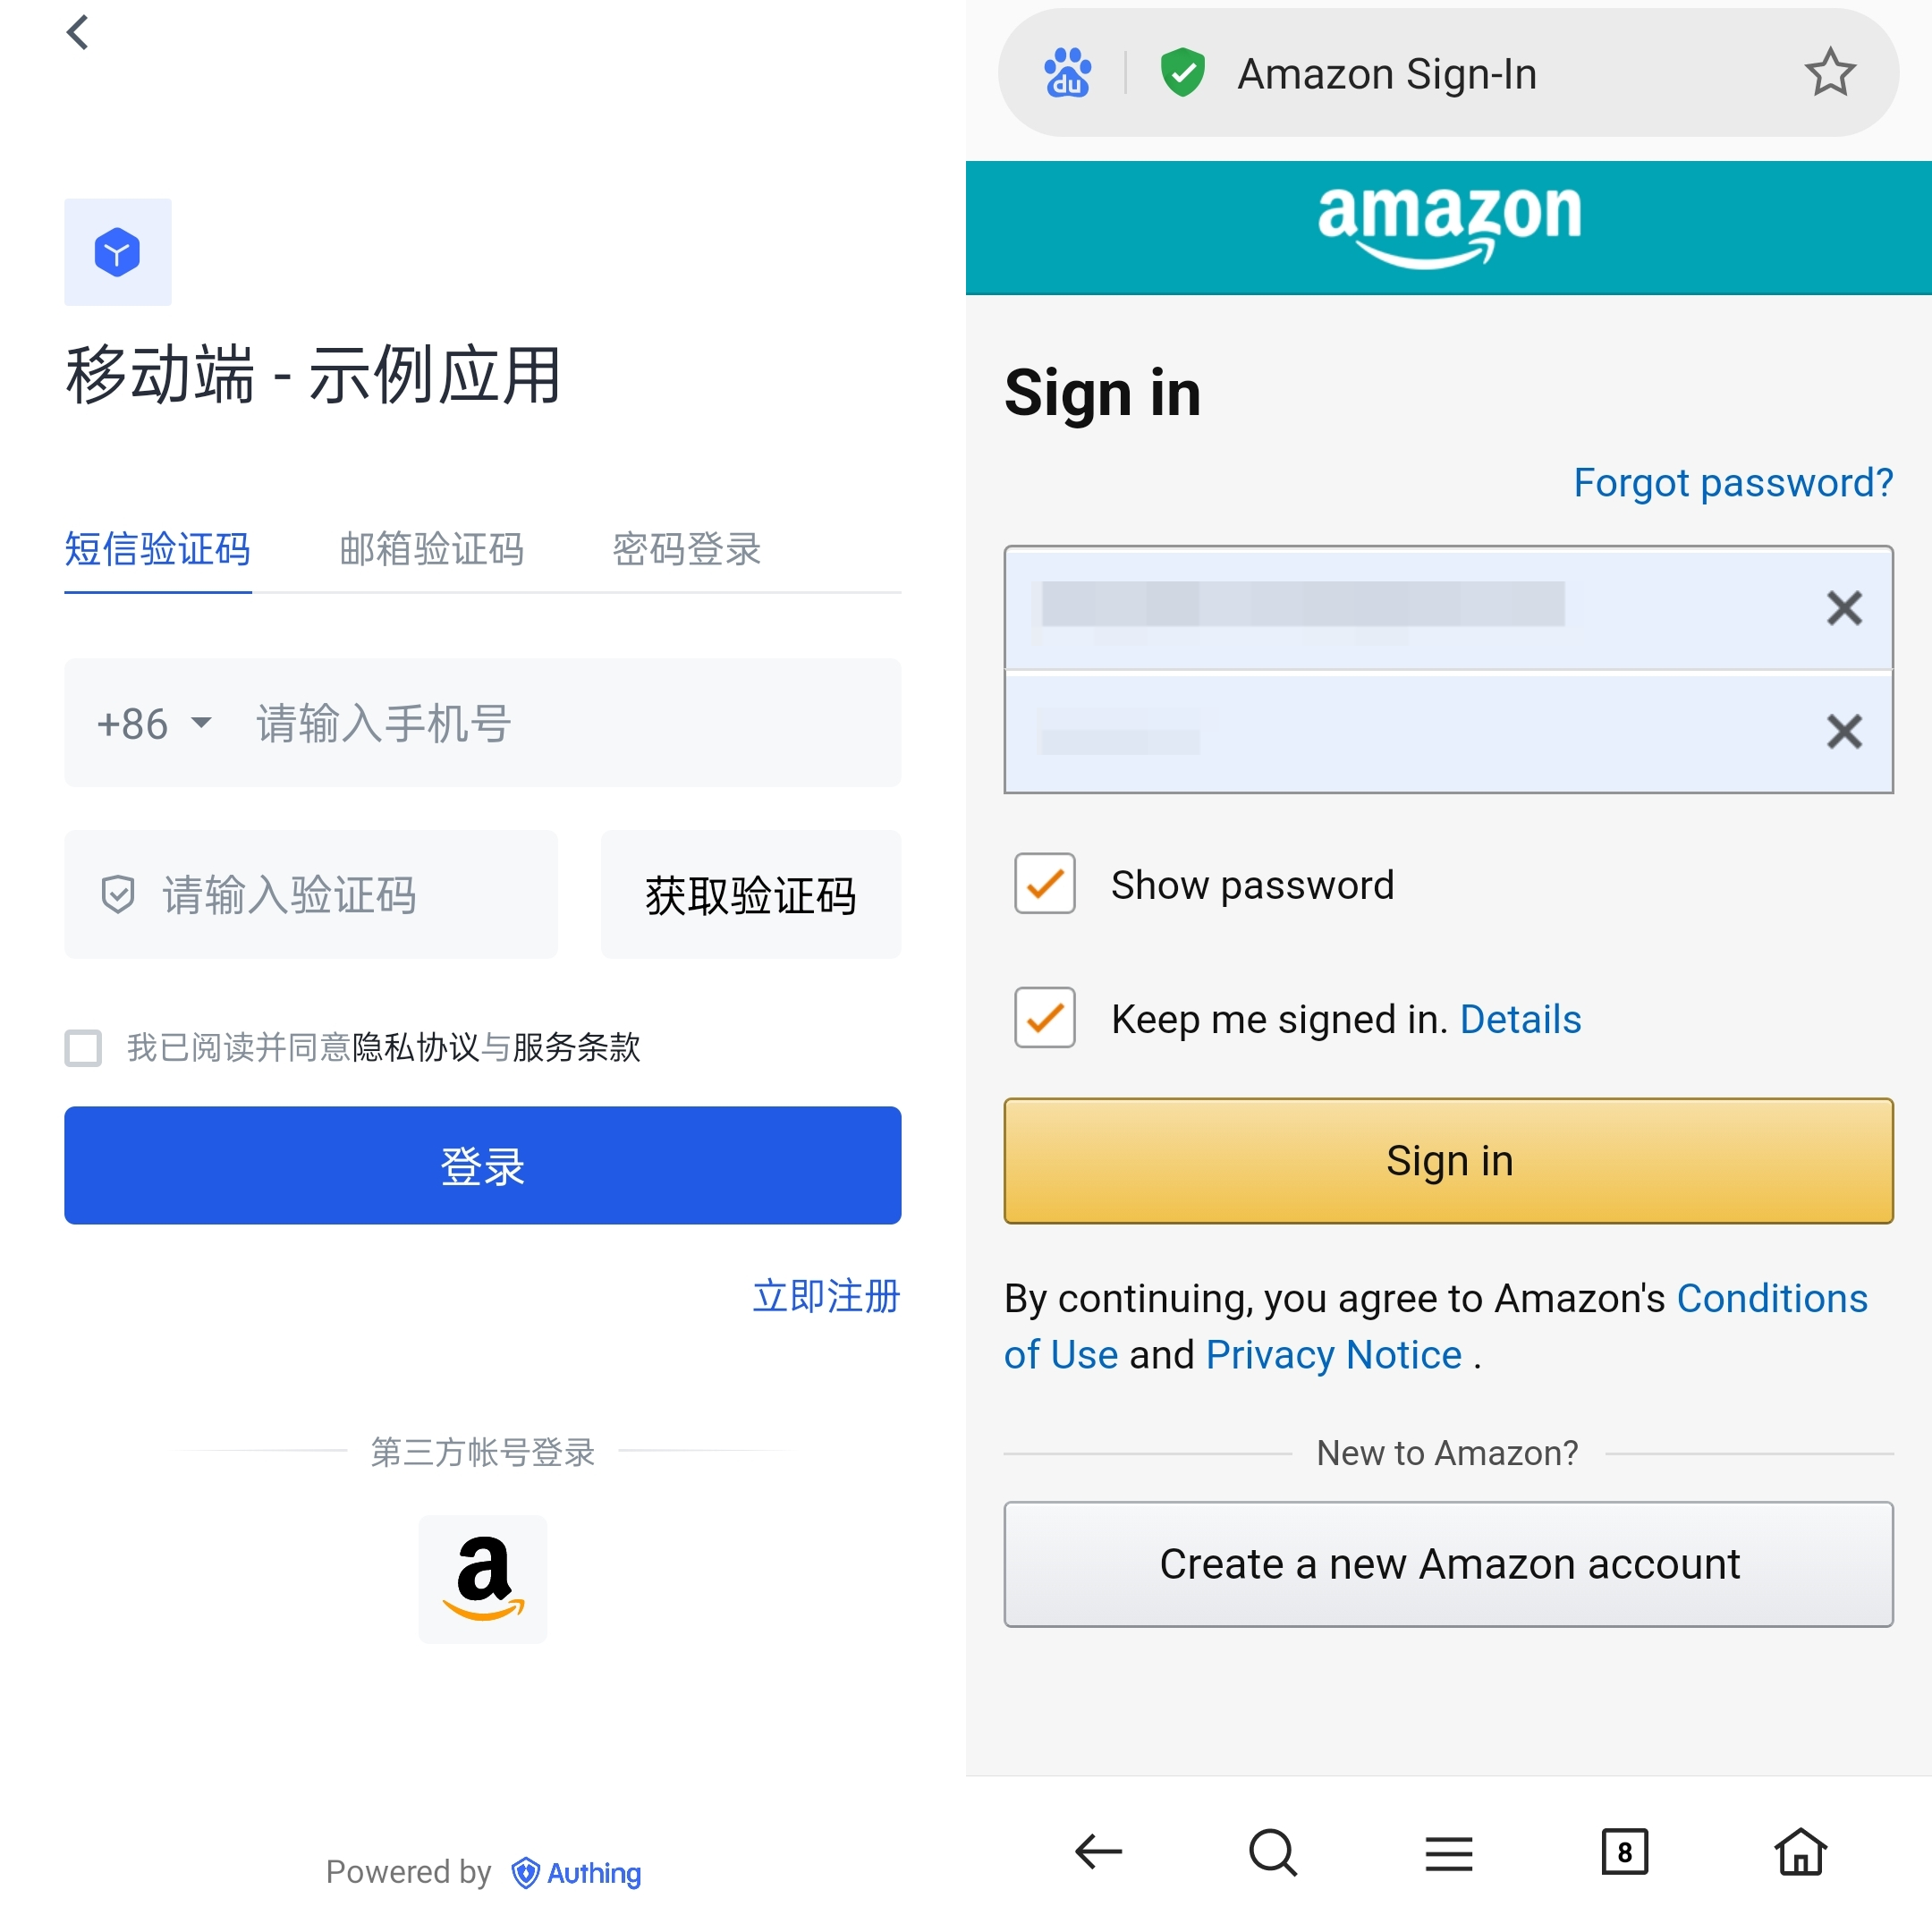 移动端 - 示例应用
短信验证码 邮箱验证码 密码登录
+86 请输入手机号
请输入验证码 获取验证码
我已阅读并同意隐私协议与服务条款
登录
立即注册
第三方帐号登录
a
Powered by Authing
du Amazon Sign-In
amazon
Sign in
Forgot password?
Show password
Keep me signed in. Details
Sign in
By continuing, you agree to Amazon's Conditions
of Use and Privacy Notice .
New to Amazon?
Create a new Amazon account
8